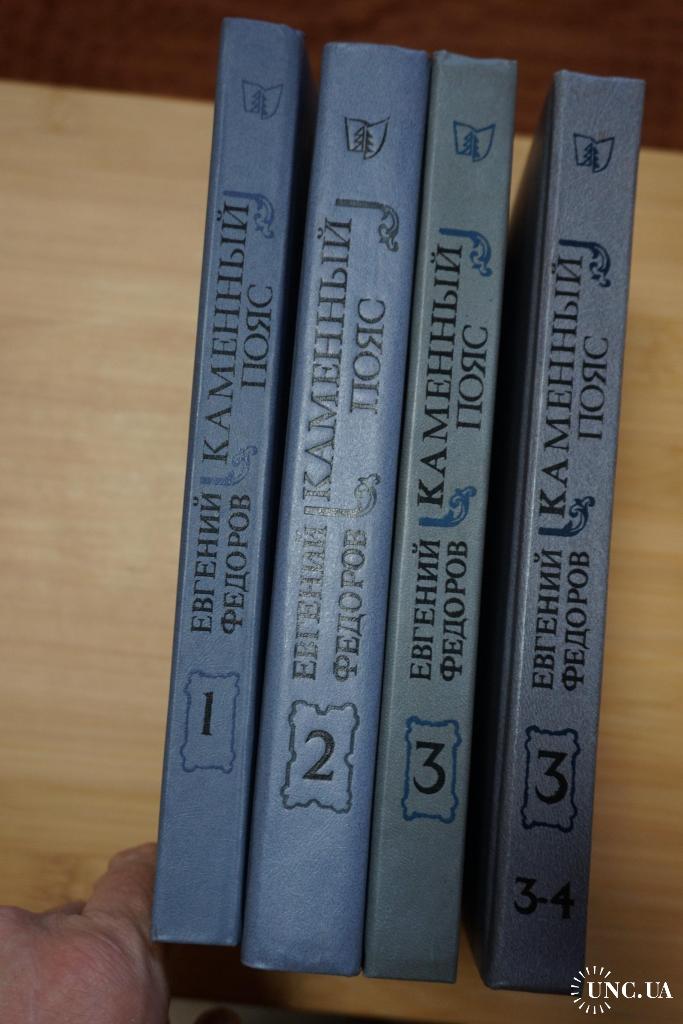 ЕВГЕНИЙ
ФЕДОРОВ
КАМЕННЫЙ
ПОЯС
1
ЕВГЕНИЙ
ФЕДОРОВ
КАМЕННЫЙ
ПОЯС
2
ЕВГЕНИЙ
ФЕДОРОВ
КАМЕННЫЙ
ПОЯС
3
ЕВГЕНИЙ
ФЕДОРОВ
КАМЕННЫЙ
ПОЯС
3
3-4
UNC.UA